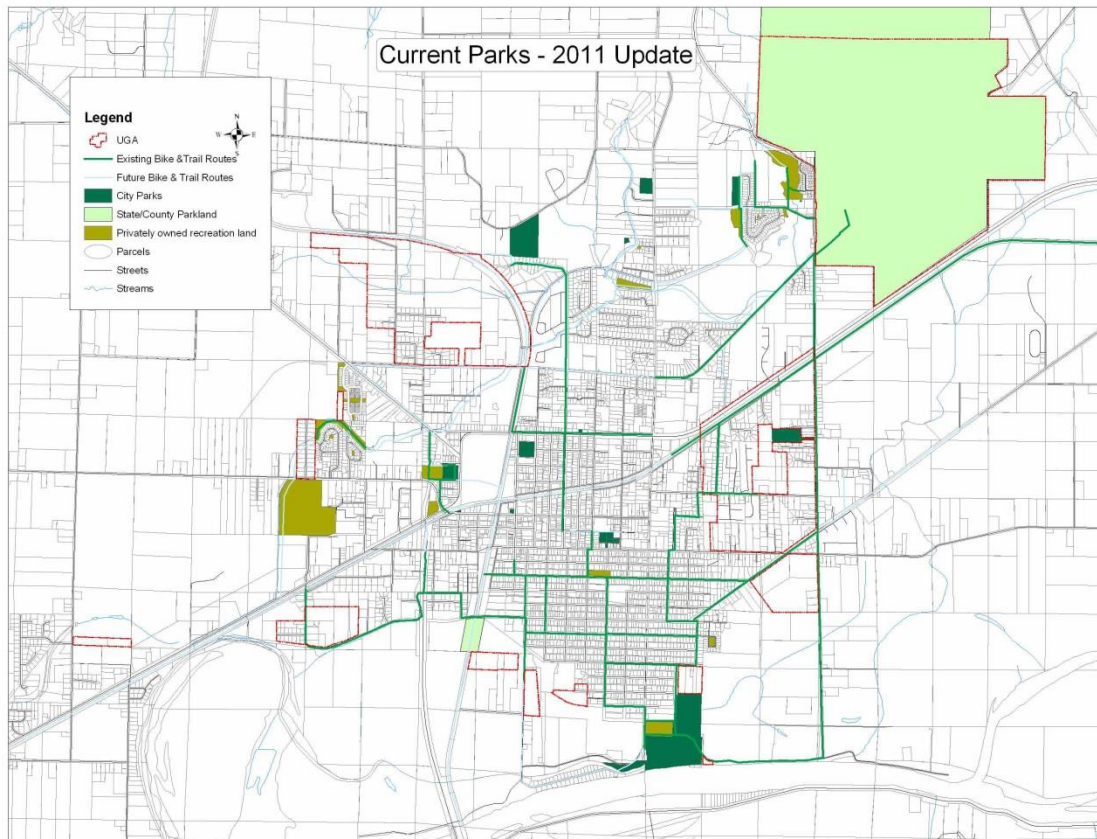 Current Parks - 2011 Update
Legend
N
W E
S
UGA
Existing Bike &Trail Routes
Future Bike & Trail Routes
City Parks
State/County Parkland
Privately owned recreation land
Parcels
Streets
Streams